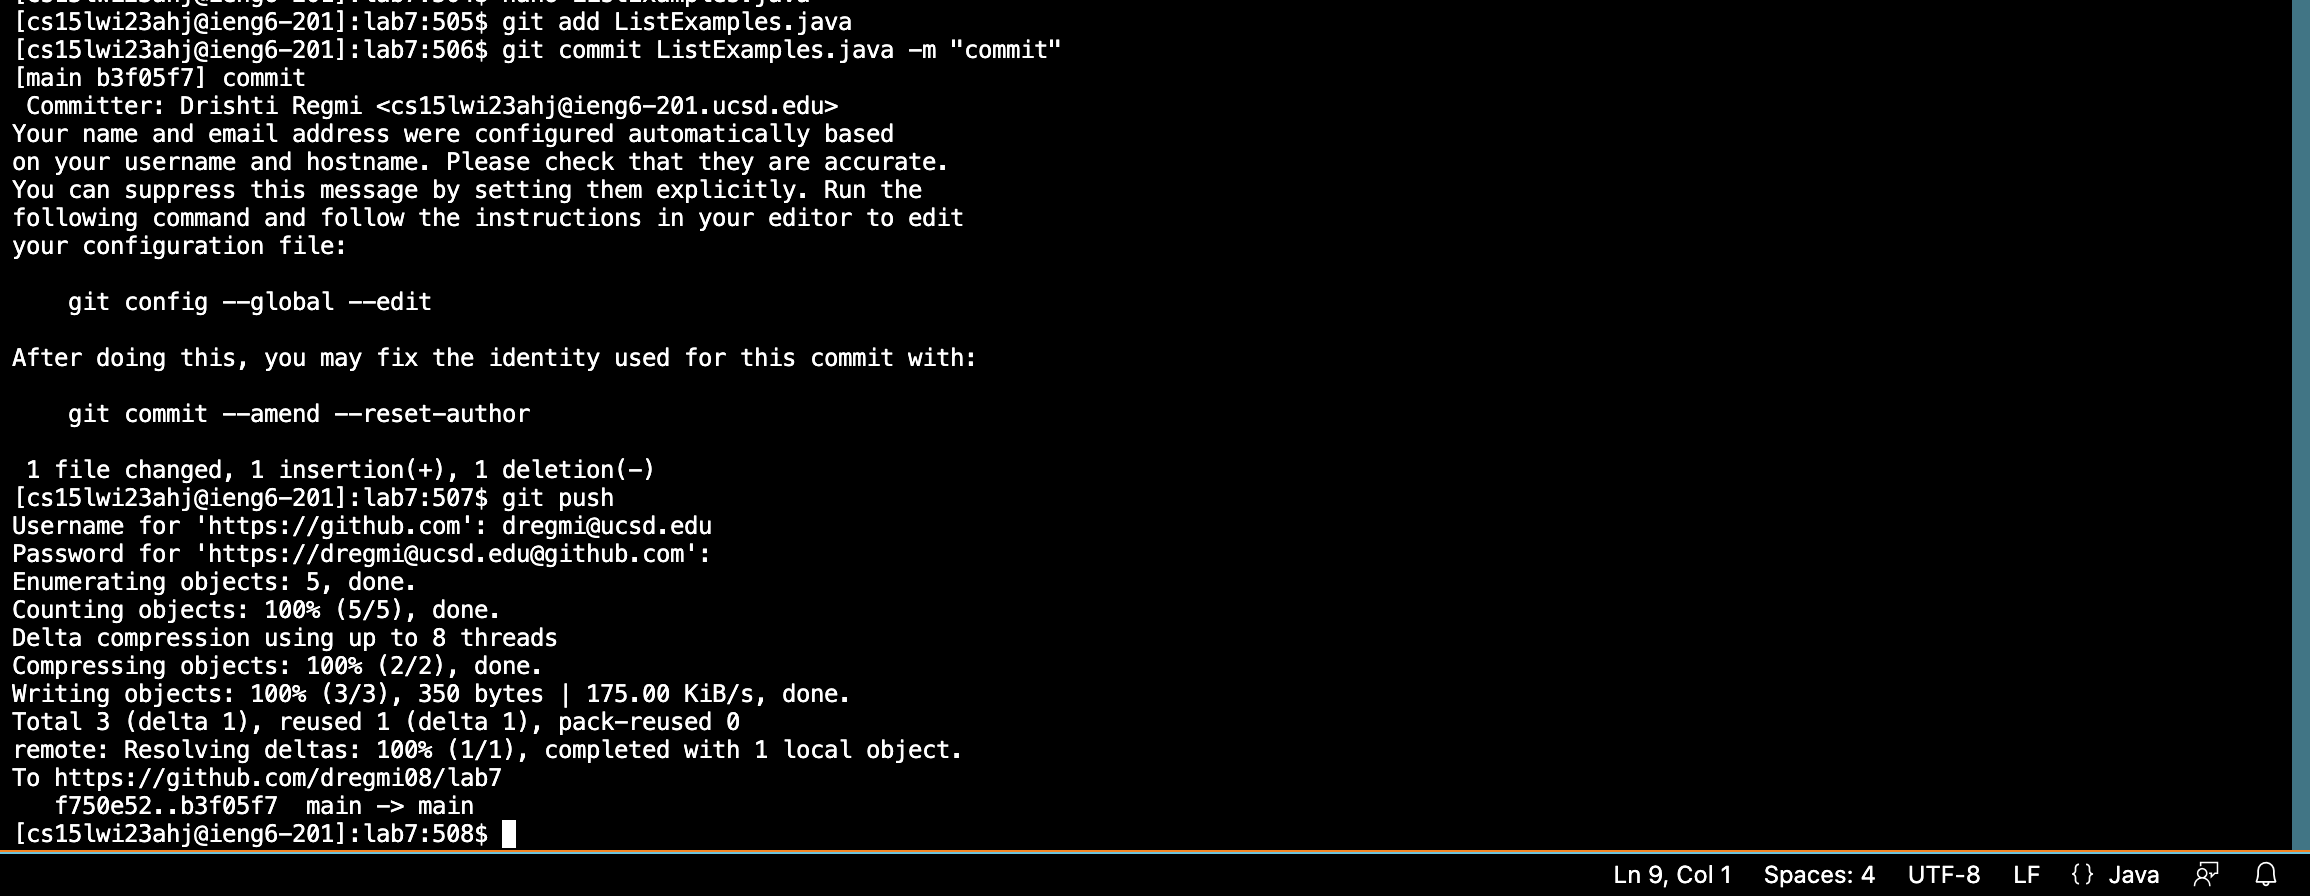 [cs15lwi23ahj@ieng6-201]:lab7:504$ nano ListExamples.java
[cs15lwi23ahj@ieng6-201]:lab7:505$ git add ListExamples.java
[cs15lwi23ahj@ieng6-201]:lab7:506$ git commit ListExamples.java -m "commit"
[main b3f05f7] commit
 Committer: Drishti Regmi <cs15lwi23ahj@ieng6-201.ucsd.edu>
Your name and email address were configured automatically based
on your username and hostname. Please check that they are accurate.
You can suppress this message by setting them explicitly. Run the
following command and follow the instructions in your editor to edit
your configuration file:

    git config --global --edit

After doing this, you may fix the identity used for this commit with:

    git commit --amend --reset-author

 1 file changed, 1 insertion(+), 1 deletion(-)
[cs15lwi23ahj@ieng6-201]:lab7:507$ git push
Username for 'https://github.com': dregmi@ucsd.edu
Password for 'https://dregmi@ucsd.edu@github.com':
Enumerating objects: 5, done.
Counting objects: 100% (5/5), done.
Delta compression using up to 8 threads
Compressing objects: 100% (2/2), done.
Writing objects: 100% (3/3), 350 bytes | 175.00 KiB/s, done.
Total 3 (delta 1), reused 1 (delta 1), pack-reused 0
remote: Resolving deltas: 100% (1/1), completed with 1 local object.
To https://github.com/dregmi08/lab7
   f750e52..b3f05f7  main -> main
[cs15lwi23ahj@ieng6-201]:lab7:508$
Ln 9, Col 1 Spaces: 4 UTF-8 LF {} Java